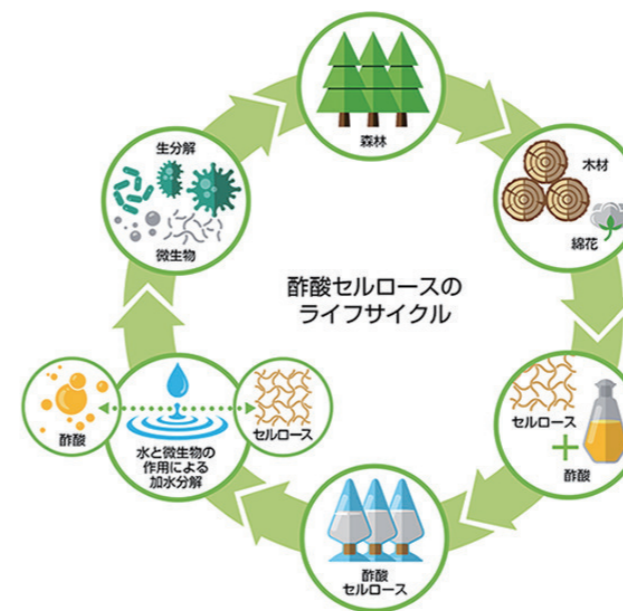 酢酸セルロースの
ライフサイクル
森林
木材
綿花
セルロース
+
酢酸
酢酸
セルロース
水と微生物の
作用による
加水分解
セルロース
酢酸
生分解
微生物